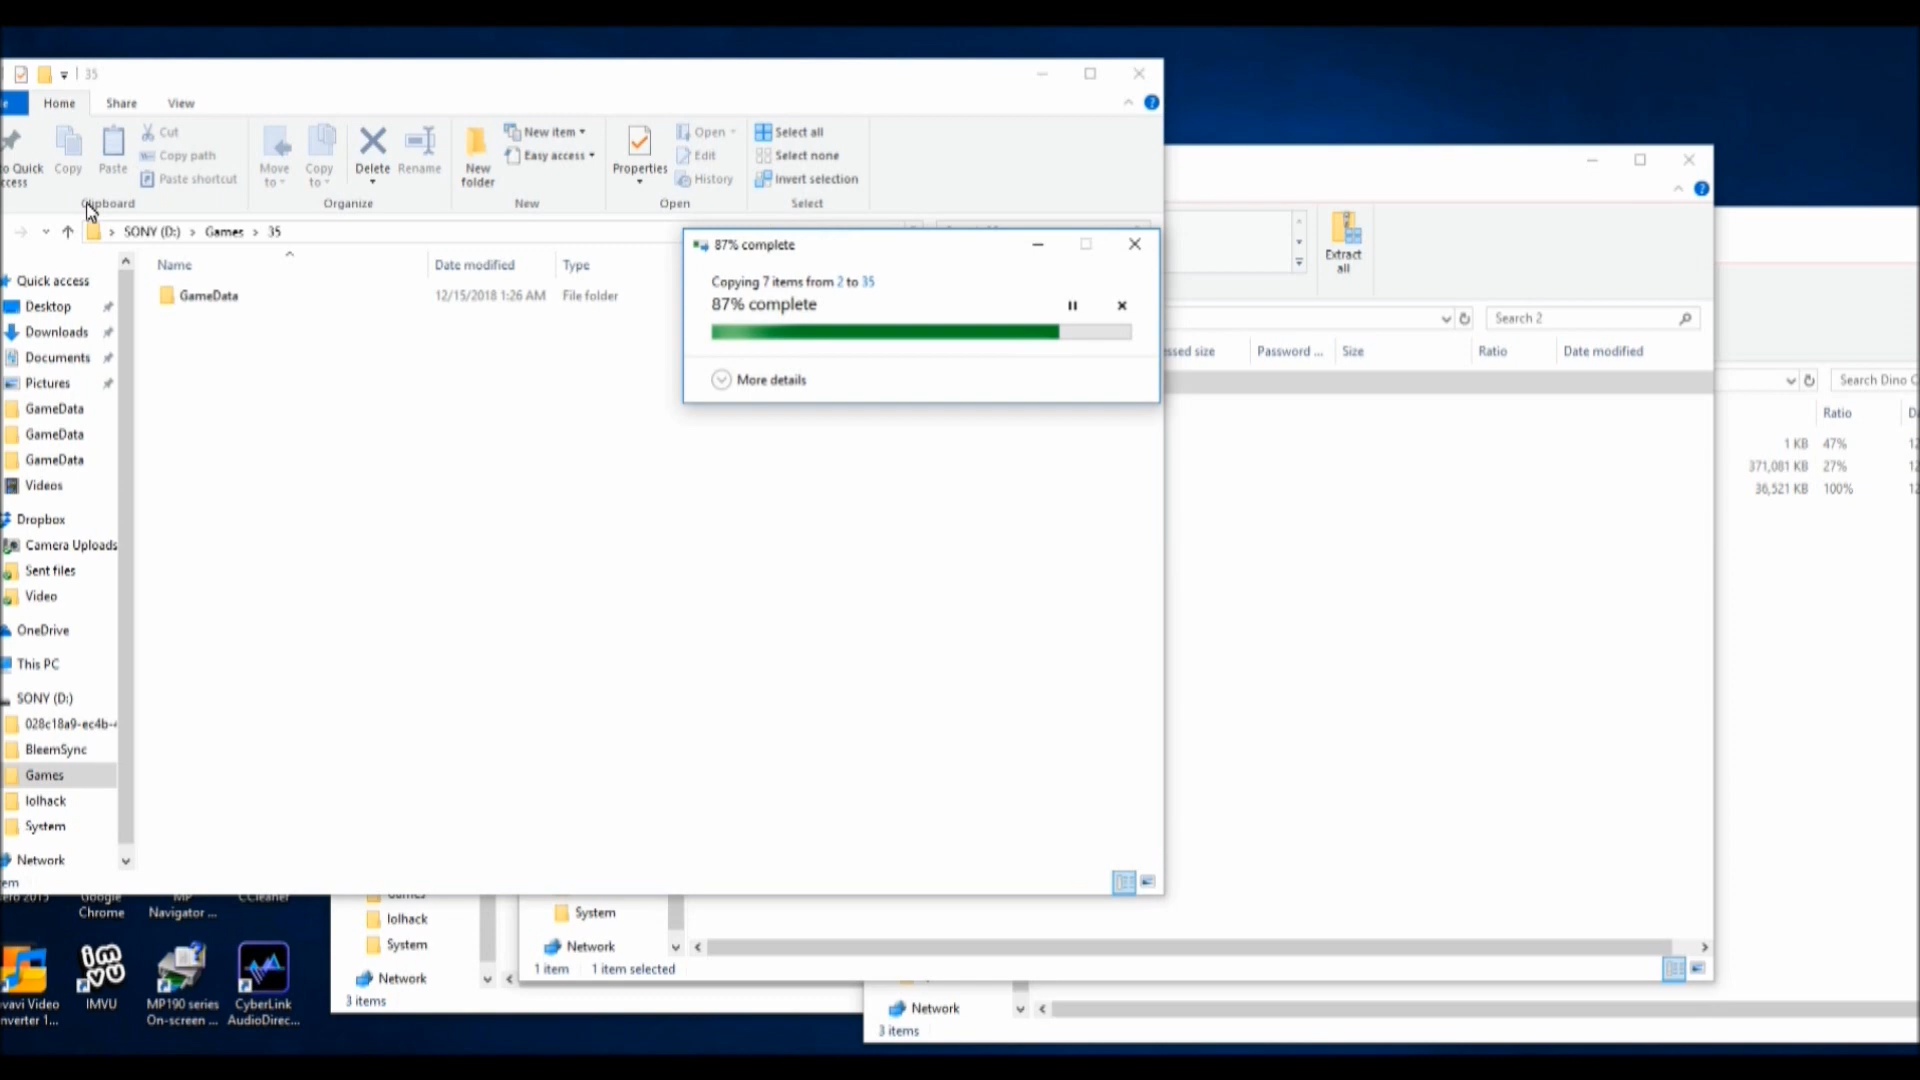 35
Home Share View
Cut
Copy path
Paste shortcut
Copy
Paste
Move to
Copy to
Delete
Rename
New folder
New item
Easy access
Properties
Open
Edit
History
Select all
Select none
Invert selection
Clipboard
Organize
New
Open
Select
SONY (D:) > Games > 35
Name
Date modified
Type
GameData
12/15/2018 1:26 AM
File folder
Quick access
Desktop
Downloads
Documents
Pictures
GameData
GameData
GameData
Videos
Dropbox
Camera Uploads
Sent files
Video
OneDrive
This PC
SONY (D:)
028c18a9-ec4b-
BleemSync
Games
lolhack
System
Network
87% complete
Copying 7 items from 2 to 35
87% complete
More details
Extract all
Search 2
ssed size
Password ...
Size
Ratio
Date modified
Search Dino C
Ratio
1 KB 47%
371,081 KB 27%
36,521 KB 100%
Google Chrome
MP Navigator ...
CCleaner
IMVU
MP190 series On-screen ...
CyberLink AudioDirec...
lolhack
System
Network
3 items
System
Network
1 item
1 item selected
Network
3 items